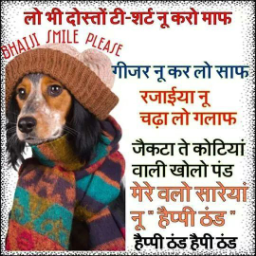 लो भी दोस्तों टी-शर्ट नू करो माफ
BHAIJI SMILE PLEASE
गीजर नू कर लो साफ
रजाईया नू
चढ़ा लो गलाफ
जैकटा ते कोटियां
वाली खोलो पंड
मेरे वलो सारेयां
नू " हैप्पी ठंड "
हैप्पी ठंड हैपी ठंड